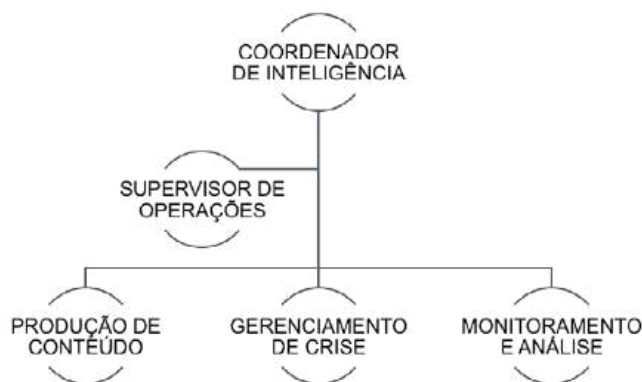 COORDENADOR
DE INTELIGÊNCIA
SUPERVISOR DE
OPERAÇÕES
PRODUÇÃO DE
CONTEÚDO
GERENCIAMENTO
DE CRISE
MONITORAMENTO
E ANÁLISE